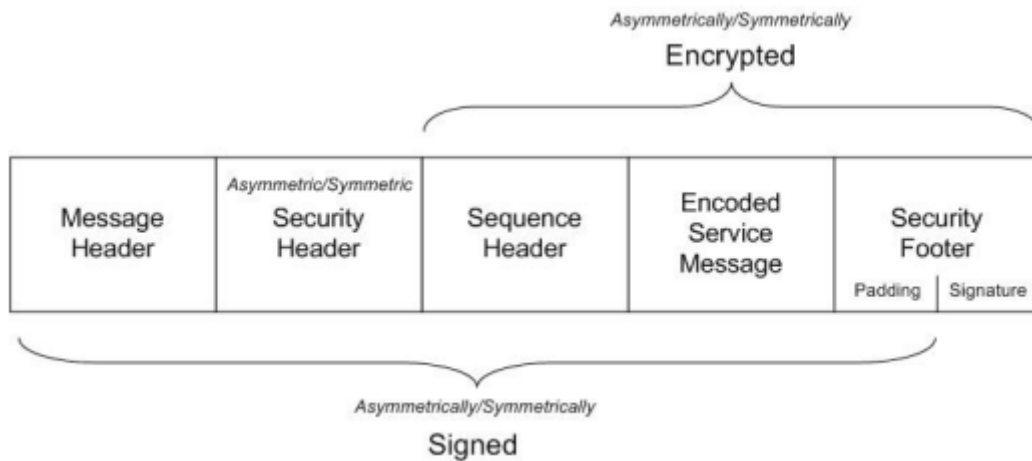 Asymmetrically/Symmetrically
Encrypted
Message
Header
Asymmetric/Symmetric
Security
Header
Sequence
Header
Encoded
Service
Message
Security
Footer
Padding
Signature
Asymmetrically/Symmetrically
Signed